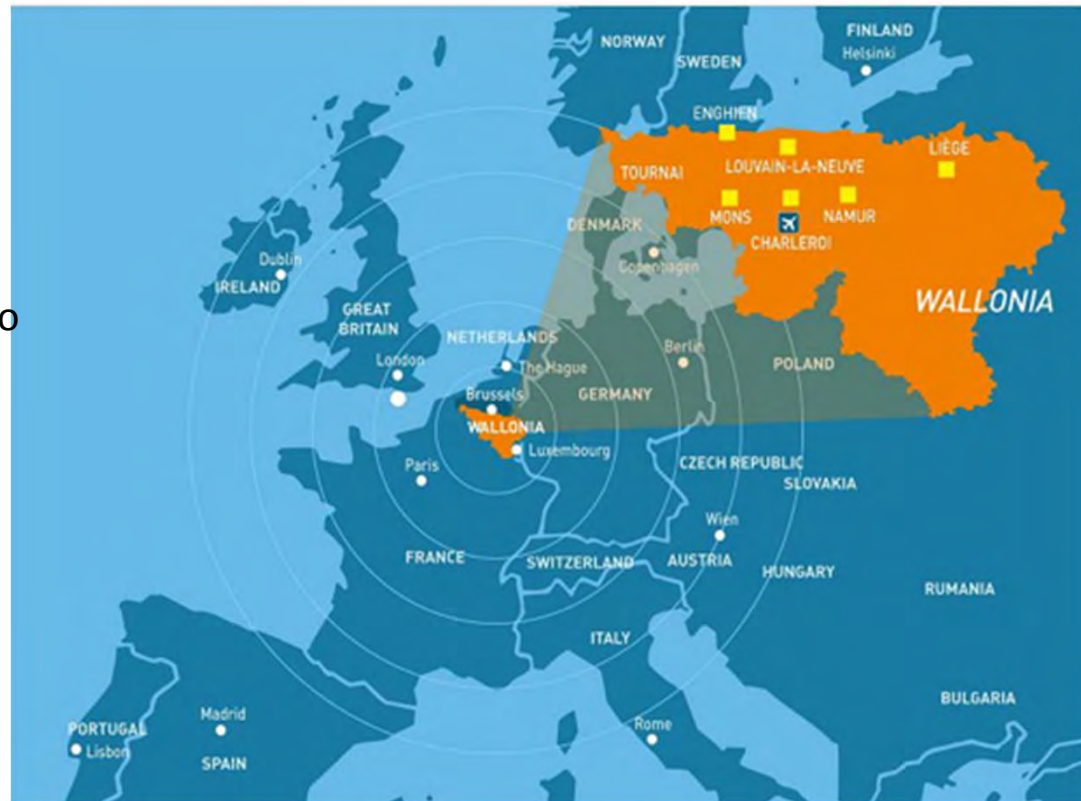 NORWAY
SWEDEN
FINLAND
Helsinki
ENGHIEN
LOUVAIN-LA-NEUVE
LIÈGE
TOURNAI
MONS
NAMUR
CHARLEROI
DENMARK
Copenhagen
Dublin
IRELAND
WALLONIA
o
GREAT
BRITAIN
NETHERLANDS
London
The Hague
Berlin
POLAND
GERMANY
Brussels
WALLONIA
Luxembourg
Paris
CZECH REPUBLIC
SLOVAKIA
Wien
FRANCE
SWITZERLAND
AUSTRIA
HUNGARY
RUMANIA
ITALY
BULGARIA
Madrid
Rome
PORTUGAL
Lisbon
SPAIN